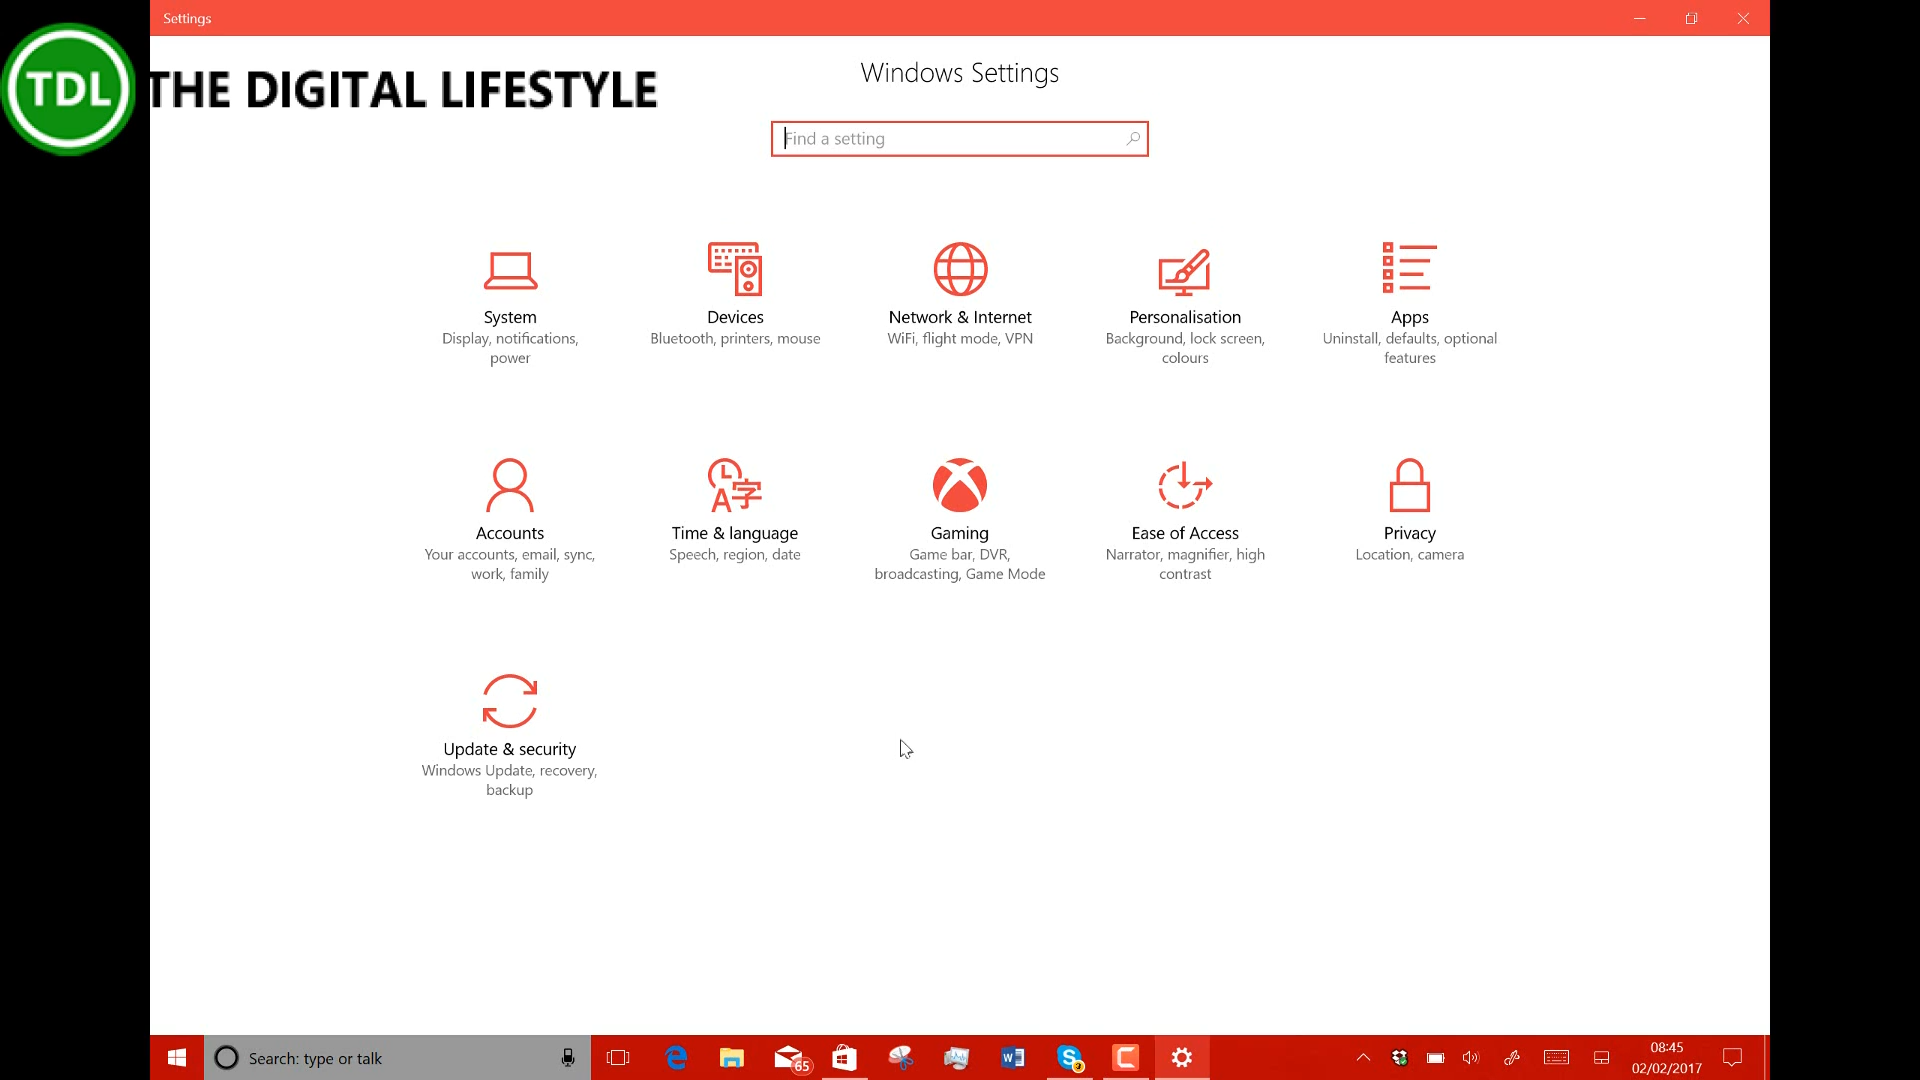 Settings
TDL THE DIGITAL LIFESTYLE
Windows Settings
Find a setting
System
Display, notifications,
power
Devices
Bluetooth, printers, mouse
Network & Internet
WiFi, flight mode, VPN
Personalisation
Background, lock screen,
colours
Apps
Uninstall, defaults, optional
features
Accounts
Your accounts, email, sync,
work, family
Time & language
Speech, region, date
Gaming
Game bar, DVR,
broadcasting, Game Mode
Ease of Access
Narrator, magnifier, high
contrast
Privacy
Location, camera
Update & security
Windows Update, recovery,
backup
Search: type or talk
65
08:45
02/02/2017